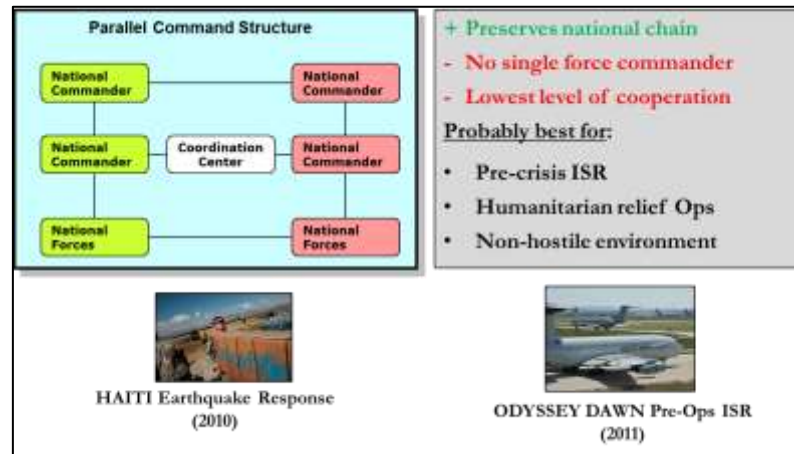 Parallel Command Structure
National
Commander
National
Commander
National
Commander
Coordination
Center
National
Commander
National
Forces
National
Forces
+ Preserves national chain
- No single force commander
- Lowest level of cooperation
Probably best for:
• Pre-crisis ISR
• Humanitarian relief Ops
• Non-hostile environment
HAITI Earthquake Response
(2010)
ODYSSEY DAWN Pre-Ops ISR
(2011)